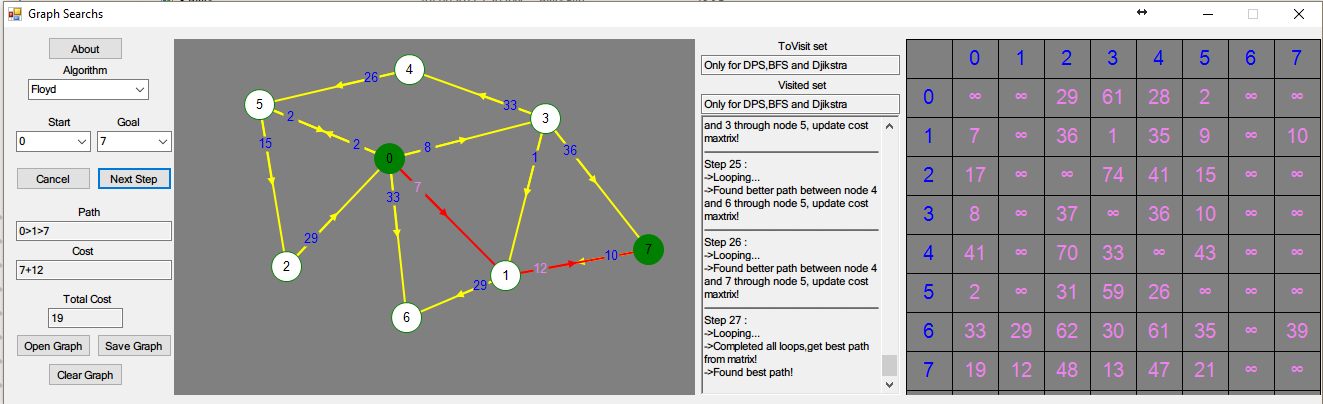 Graph Searchs
About
Algorithm
Floyd
Start
Goal
0
7
Cancel
Next Step
Path
0>1>7
Cost
7+12
Total Cost
19
Open Graph
Save Graph
Clear Graph
4
26
5
33
2
3
15
2
8
36
0
1
7
33
29
2
7
10
12
1
29
6
ToVisit set
Only for DPS,BFS and Djikstra
Visited set
Only for DPS,BFS and Djikstra
and 3 through node 5, update cost
maxtrix!
Step 25 :
->Looping...
->Found better path between node 4
and 6 through node 5, update cost
maxtrix!
Step 26 :
->Looping...
->Found better path between node 4
and 7 through node 5, update cost
maxtrix!
Step 27 :
->Looping...
->Completed all loops,get best path
from matrix!
->Found best path!
0 1 2 3 4 5 6 7
0 ∞ ∞ 29 61 28 2 ∞ ∞
1 7 ∞ 36 1 35 9 ∞ 10
2 17 ∞ ∞ 74 41 15 ∞ ∞
3 8 ∞ 37 ∞ 36 10 ∞ ∞
4 41 ∞ 70 33 ∞ 43 ∞ ∞
5 2 ∞ 31 59 26 ∞ ∞ ∞
6 33 29 62 30 61 35 ∞ 39
7 19 12 48 13 47 21 ∞ ∞